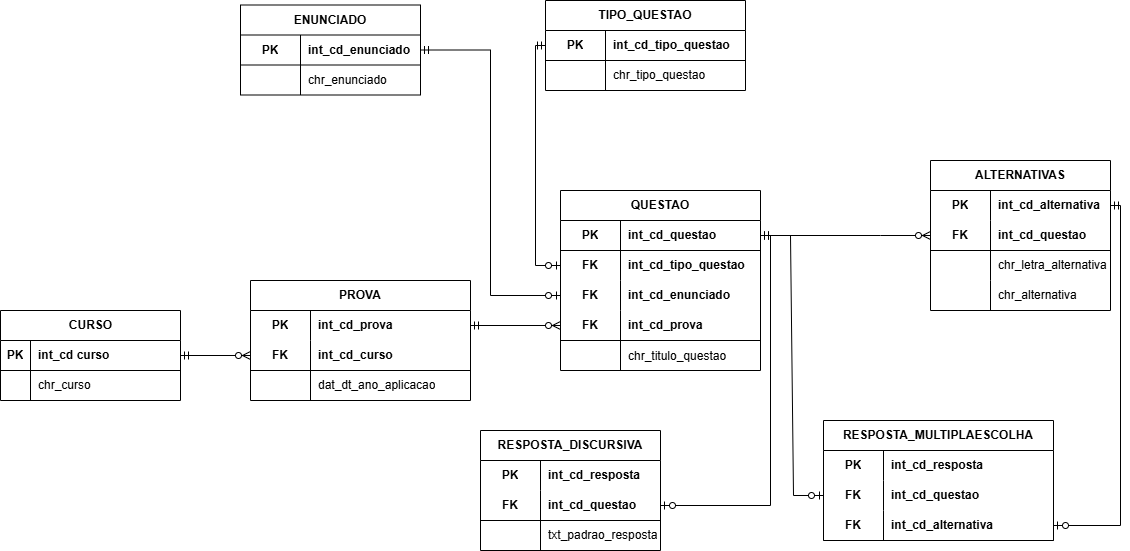 ENUNCIADO
PK int_cd_enunciado
chr_enunciado
TIPO_QUESTAO
PK int_cd_tipo_questao
chr_tipo_questao
ALTERNATIVAS
PK int_cd_alternativa
FK int_cd_questao
chr_letra_alternativa
chr_alternativa
QUESTAO
PK int_cd_questao
FK int_cd_tipo_questao
FK int_cd_enunciado
FK int_cd_prova
chr_titulo_questao
PROVA
PK int_cd_prova
FK int_cd_curso
dat_dt_ano_aplicacao
CURSO
PK int_cd curso
chr_curso
RESPOSTA_DISCURSIVA
PK int_cd_resposta
FK int_cd_questao
txt_padrao_resposta
RESPOSTA_MULTIPLAESCOLHA
PK int_cd_resposta
FK int_cd_questao
FK int_cd_alternativa